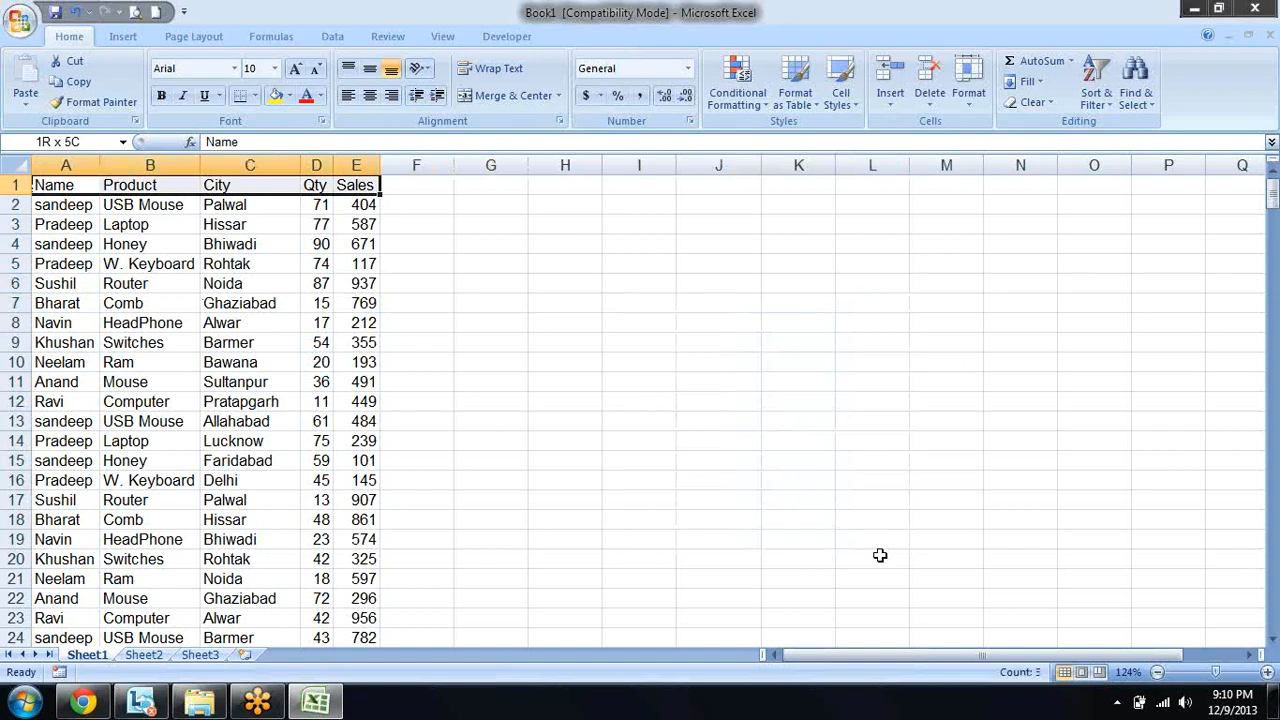 Book1 [Compatibility Mode] - Microsoft Excel
Home Insert Page Layout Formulas Data Review View Developer
Cut
Copy
Format Painter
Paste
Clipboard
Arial 10
B I U
Font
Wrap Text
Merge & Center
Alignment
General
$ % ,
Number
Conditional Formatting
Format as Table
Cell Styles
Styles
Insert Delete Format
Cells
AutoSum
Fill
Clear
Sort & Filter
Find & Select
Editing
1R x 5C fx Name
A B C D E F G H I J K L M N O P Q
1 Name Product City Qty Sales
2 sandeep USB Mouse Palwal 71 404
3 Pradeep Laptop Hissar 77 587
4 sandeep Honey Bhiwadi 90 671
5 Pradeep W. Keyboard Rohtak 74 117
6 Sushil Router Noida 87 937
7 Bharat Comb Ghaziabad 15 769
8 Navin HeadPhone Alwar 17 212
9 Khushan Switches Barmer 54 355
10 Neelam Ram Bawana 20 193
11 Anand Mouse Sultanpur 36 491
12 Ravi Computer Pratapgarh 11 449
13 sandeep USB Mouse Allahabad 61 484
14 Pradeep Laptop Lucknow 75 239
15 sandeep Honey Faridabad 59 101
16 Pradeep W. Keyboard Delhi 45 145
17 Sushil Router Palwal 13 907
18 Bharat Comb Hissar 48 861
19 Navin HeadPhone Bhiwadi 23 574
20 Khushan Switches Rohtak 42 325
21 Neelam Ram Noida 18 597
22 Anand Mouse Ghaziabad 72 296
23 Ravi Computer Alwar 42 956
24 sandeep USB Mouse Barmer 43 782
Sheet1 Sheet2 Sheet3
Ready
124%
9:10 PM
12/9/2013